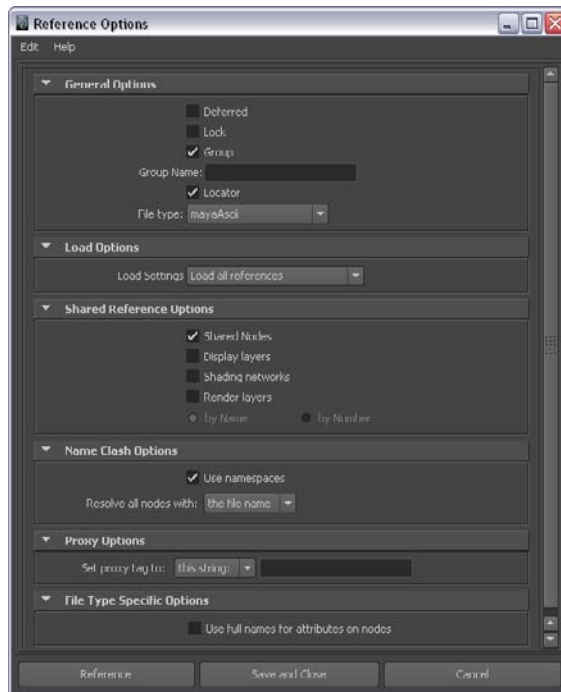 Reference Options
Edit Help
General Options
Deferred
Lock
Group
Group Name:
Locator
File type: mayaAscii
Load Options
Load Settings Load all references
Shared Reference Options
Shared Nodes
Display layers
Shading networks
Render layers
by Name by Number
Name Clash Options
Use namespaces
Resolve all nodes with: the file name
Proxy Options
Set proxy tag to: this string:
File Type Specific Options
Use full names for attributes on nodes
Reference Save and Close Cancel